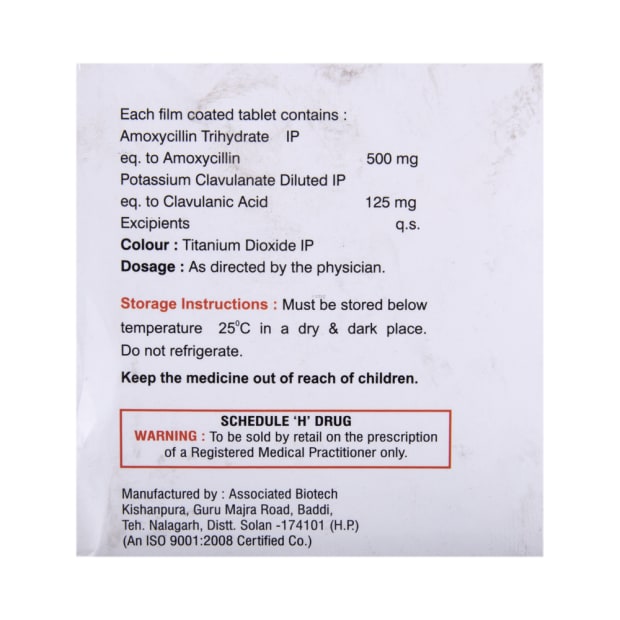 Each film coated tablet contains :
Amoxycillin Trihydrate IP
eq. to Amoxycillin 500 mg
Potassium Clavulanate Diluted IP
eq. to Clavulanic Acid 125 mg
Excipients q.s.
Colour : Titanium Dioxide IP
Dosage : As directed by the physician.
Storage Instructions : Must be stored below
temperature 25⁰C in a dry & dark place.
Do not refrigerate.
Keep the medicine out of reach of children.
SCHEDULE 'H' DRUG
WARNING : To be sold by retail on the prescription
of a Registered Medical Practitioner only.
Manufactured by : Associated Biotech
Kishanpura, Guru Majra Road, Baddi,
Teh. Nalagarh, Distt. Solan -174101 (H.P.)
(An ISO 9001:2008 Certified Co.)